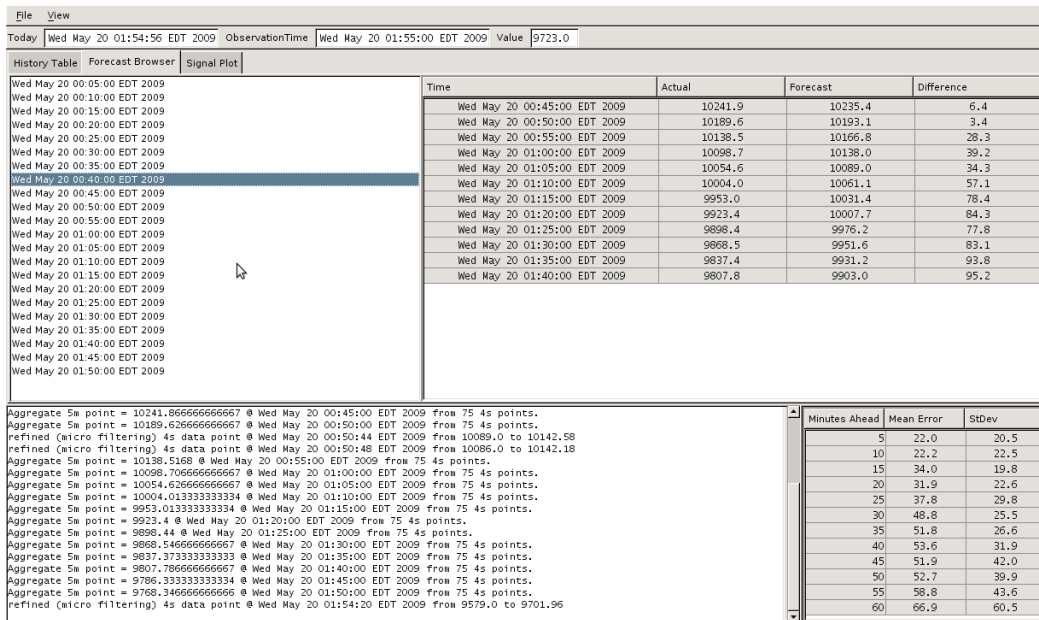 File View
Today Wed May 20 01:54:56 EDT 2009 ObservationTime Wed May 20 01:55:00 EDT 2009 Value 9723.0
History Table Forecast Browser Signal Plot
Wed May 20 00:05:00 EDT 2009
Wed May 20 00:10:00 EDT 2009
Wed May 20 00:15:00 EDT 2009
Wed May 20 00:20:00 EDT 2009
Wed May 20 00:25:00 EDT 2009
Wed May 20 00:30:00 EDT 2009
Wed May 20 00:35:00 EDT 2009
Wed May 20 00:40:00 EDT 2009
Wed May 20 00:45:00 EDT 2009
Wed May 20 00:50:00 EDT 2009
Wed May 20 00:55:00 EDT 2009
Wed May 20 01:00:00 EDT 2009
Wed May 20 01:05:00 EDT 2009
Wed May 20 01:10:00 EDT 2009
Wed May 20 01:15:00 EDT 2009
Wed May 20 01:20:00 EDT 2009
Wed May 20 01:25:00 EDT 2009
Wed May 20 01:30:00 EDT 2009
Wed May 20 01:35:00 EDT 2009
Wed May 20 01:40:00 EDT 2009
Wed May 20 01:45:00 EDT 2009
Wed May 20 01:50:00 EDT 2009
Time Actual Forecast Difference
Wed May 20 00:45:00 EDT 2009 10241.9 10235.4 6.4
Wed May 20 00:50:00 EDT 2009 10189.6 10193.1 3.4
Wed May 20 00:55:00 EDT 2009 10138.5 10166.8 28.3
Wed May 20 01:00:00 EDT 2009 10098.7 10138.0 39.2
Wed May 20 01:05:00 EDT 2009 10054.6 10089.0 34.3
Wed May 20 01:10:00 EDT 2009 10004.0 10061.1 57.1
Wed May 20 01:15:00 EDT 2009 9953.0 10031.4 78.4
Wed May 20 01:20:00 EDT 2009 9923.4 10007.7 84.3
Wed May 20 01:25:00 EDT 2009 9898.4 9976.2 77.8
Wed May 20 01:30:00 EDT 2009 9868.5 9951.6 83.1
Wed May 20 01:35:00 EDT 2009 9837.4 9931.2 93.8
Wed May 20 01:40:00 EDT 2009 9807.8 9903.0 95.2
Aggregate 5m point = 10241.866666666667 @ Wed May 20 00:45:00 EDT 2009 from 75 4s points.
Aggregate 5m point = 10189.626666666667 @ Wed May 20 00:50:00 EDT 2009 from 75 4s points.
refined (micro filtering) 4s data point @ Wed May 20 00:50:44 EDT 2009 from 10089.0 to 10142.58
refined (micro filtering) 4s data point @ Wed May 20 00:50:48 EDT 2009 from 10086.0 to 10142.18
Aggregate 5m point = 10138.5168 @ Wed May 20 00:55:00 EDT 2009 from 75 4s points.
Aggregate 5m point = 10098.706666666667 @ Wed May 20 01:00:00 EDT 2009 from 75 4s points.
Aggregate 5m point = 10054.626666666667 @ Wed May 20 01:05:00 EDT 2009 from 75 4s points.
Aggregate 5m point = 10004.013333333334 @ Wed May 20 01:10:00 EDT 2009 from 75 4s points.
Aggregate 5m point = 9953.013333333334 @ Wed May 20 01:15:00 EDT 2009 from 75 4s points.
Aggregate 5m point = 9923.4 @ Wed May 20 01:20:00 EDT 2009 from 75 4s points.
Aggregate 5m point = 9898.44 @ Wed May 20 01:25:00 EDT 2009 from 75 4s points.
Aggregate 5m point = 9868.546666666667 @ Wed May 20 01:30:00 EDT 2009 from 75 4s points.
Aggregate 5m point = 9837.373333333333 @ Wed May 20 01:35:00 EDT 2009 from 75 4s points.
Aggregate 5m point = 9807.786666666667 @ Wed May 20 01:40:00 EDT 2009 from 75 4s points.
Aggregate 5m point = 9786.333333333334 @ Wed May 20 01:45:00 EDT 2009 from 75 4s points.
Aggregate 5m point = 9768.346666666666 @ Wed May 20 01:50:00 EDT 2009 from 75 4s points.
refined (micro filtering) 4s data point @ Wed May 20 01:54:20 EDT 2009 from 9579.0 to 9701.96
Minutes Ahead Mean Error StDev
5 22.0 20.5
10 22.2 22.5
15 34.0 19.8
20 31.9 22.6
25 37.8 29.8
30 48.8 25.5
35 51.8 26.6
40 53.6 31.9
45 51.9 42.0
50 52.7 39.9
55 58.8 43.6
60 66.9 60.5